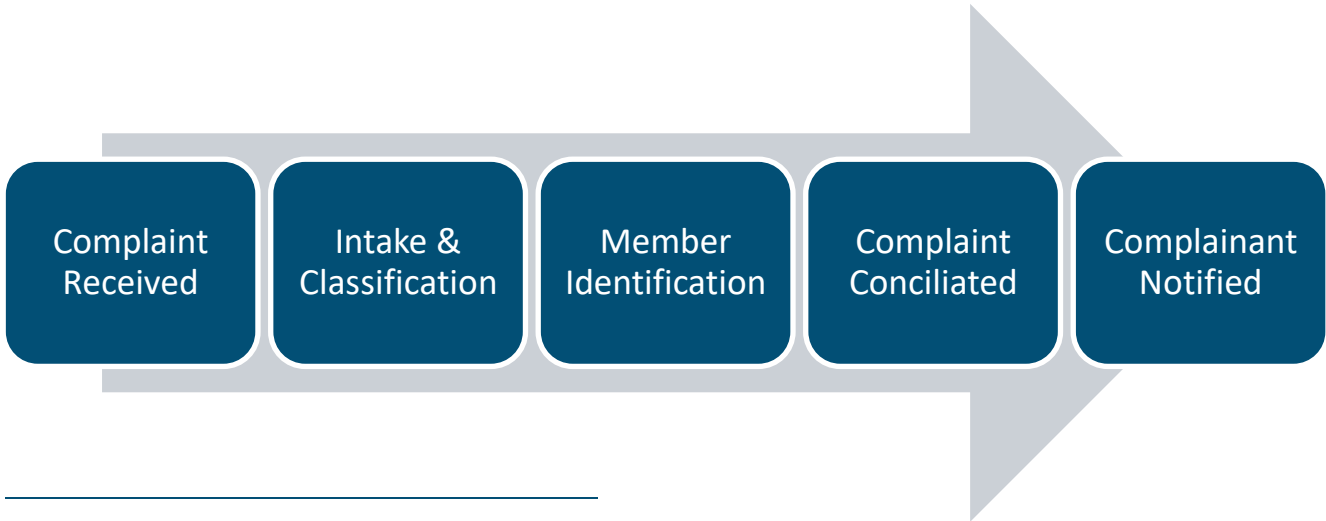 Complaint
Received
Intake &
Classification
Member
Identification
Complaint
Conciliated
Complainant
Notified